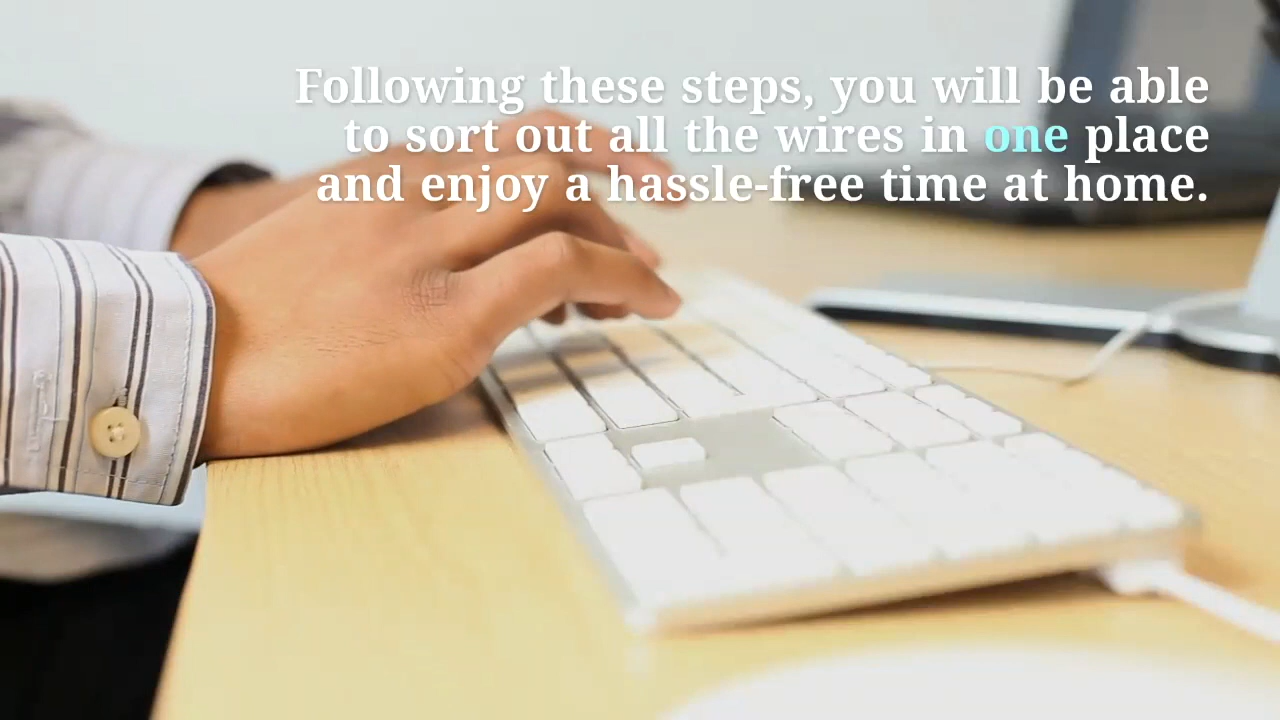 Following these steps, you will be able
to sort out all the wires in one place
and enjoy a hassle-free time at home.